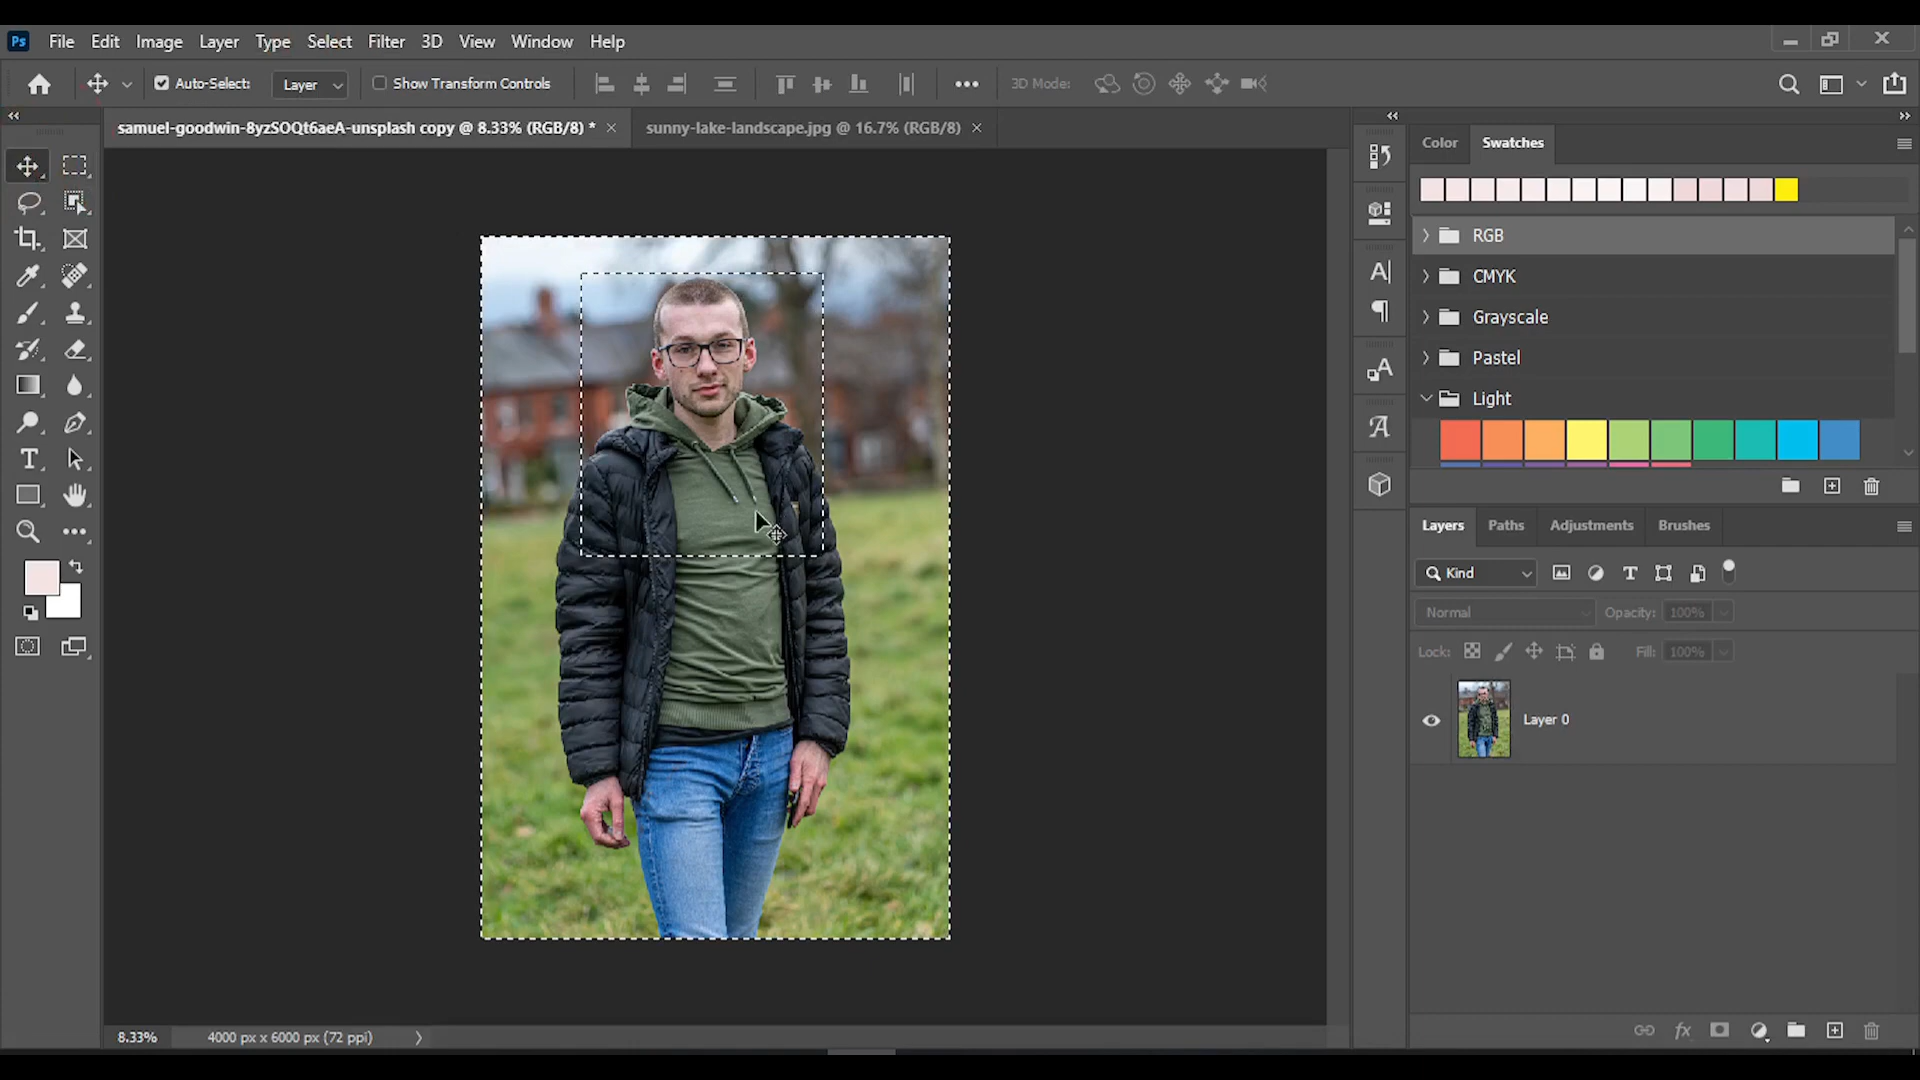 Ps File Edit Image Layer Type Select Filter 3D View Window Help
Auto-Select: Layer Show Transform Controls 3D Mode:
samuel-goodwin-8yzSOQt6aeA-unsplash copy @ 8.33% (RGB/8) * sunny-lake-landscape.jpg @ 16.7% (RGB/8)
Color Swatches
RGB
CMYK
Grayscale
Pastel
Light
Layers Paths Adjustments Brushes
Kind
Normal Opacity: 100%
Lock: Fill: 100%
Layer 0
8.33% 4000 px x 6000 px (72 ppi)